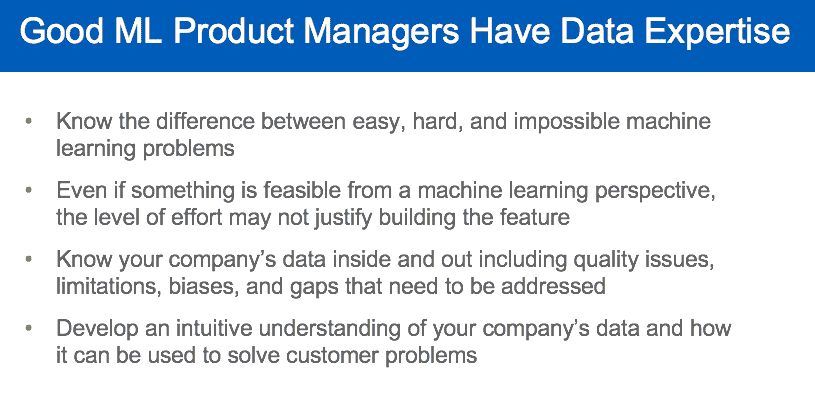 Good ML Product Managers Have Data Expertise
• Know the difference between easy, hard, and impossible machine
learning problems
• Even if something is feasible from a machine learning perspective,
the level of effort may not justify building the feature
• Know your company’s data inside and out including quality issues,
limitations, biases, and gaps that need to be addressed
• Develop an intuitive understanding of your company’s data and how
it can be used to solve customer problems